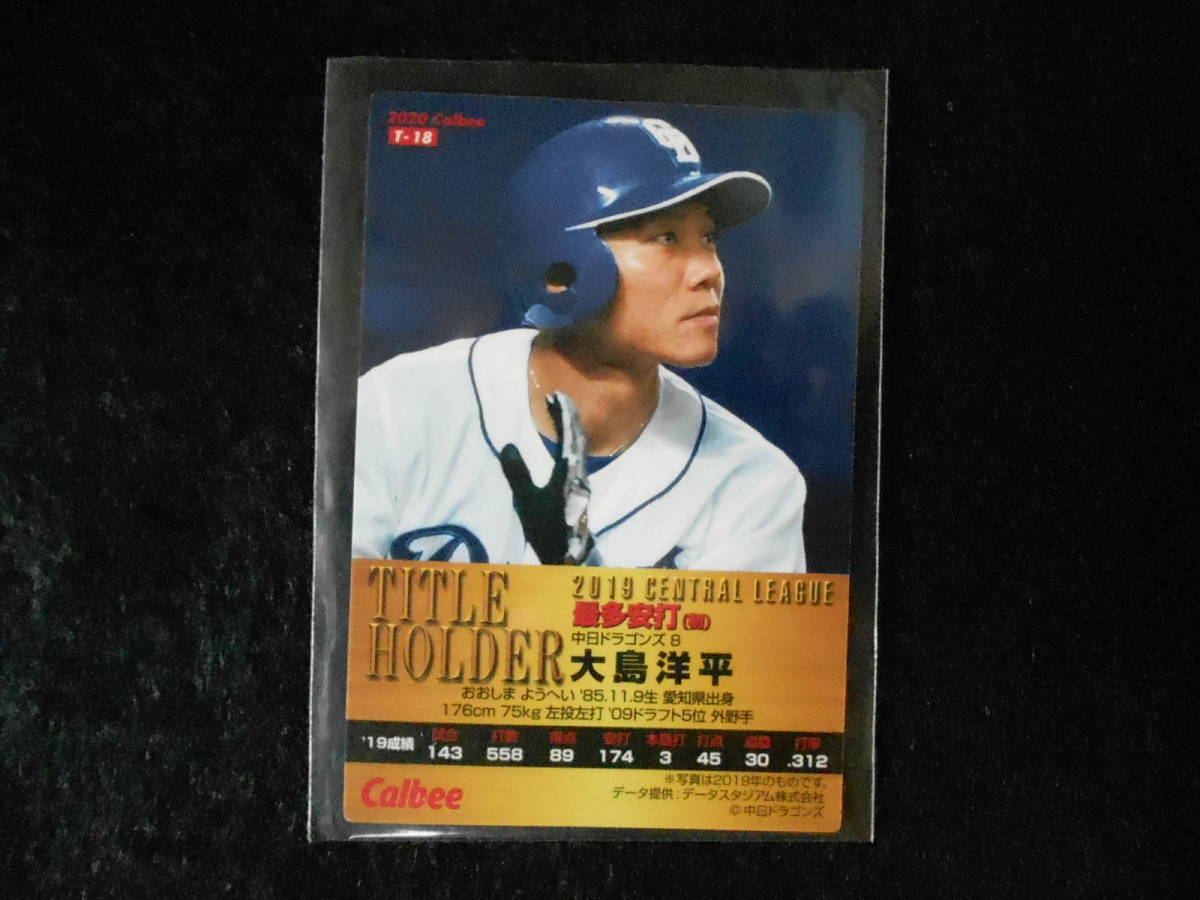 2020 Calbee
T-18
TITLE HOLDER
2019 CENTRAL LEAGUE
最多安打(初)
中日ドラゴンズ 8
大島洋平
おおしま ようへい '85.11.9生 愛知県出身
176cm 75kg 左投左打 '09ドラフト5位 外野手
'19成績 試合 打数 得点 安打 本塁打 打点 盗塁 打率
143 558 89 174 3 45 30 .312
※写真は2019年のものです。
データ提供:データスタジアム株式会社
© 中日ドラゴンズ
Calbee